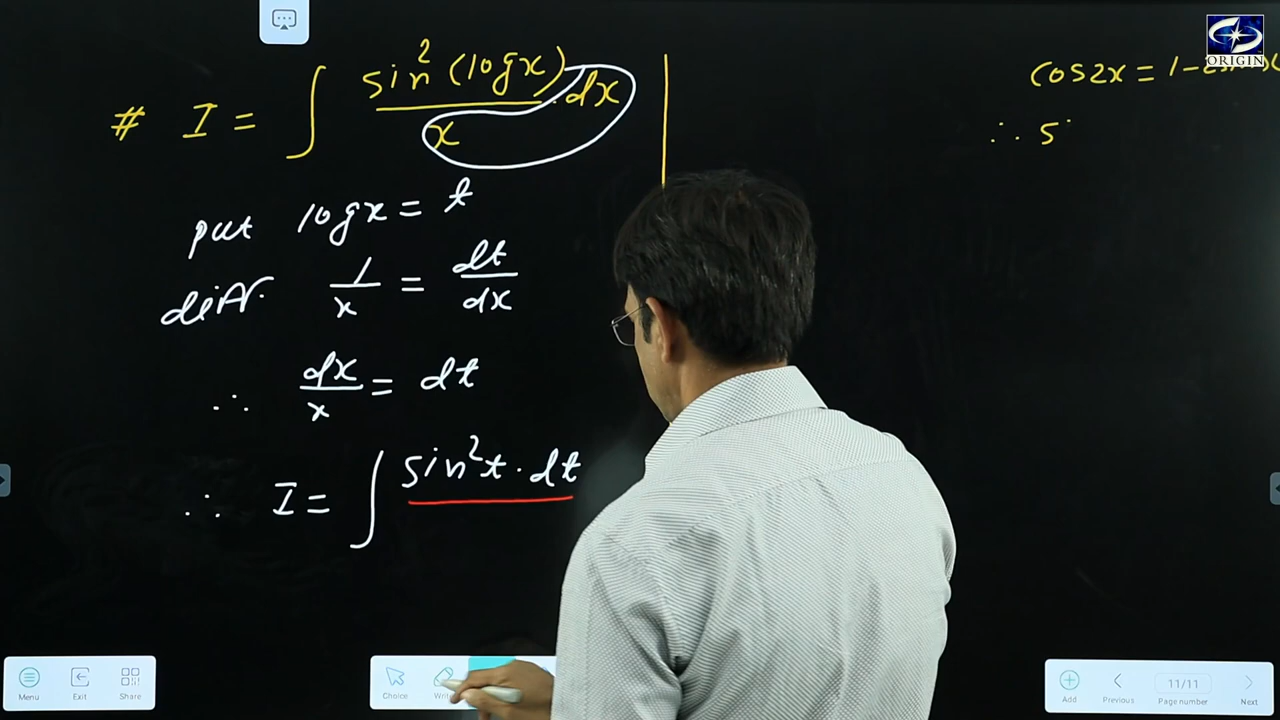 # I = ∫ sin²(logx)/x · dx
put logx = t
diff. 1/x = dt/dx
∴ dx/x = dt
∴ I = ∫ sin²t · dt
cos2x = 1 -
∴ s
ORIGIN
Menu Exit Share
Choice
Add Previous 11/11 Page number Next